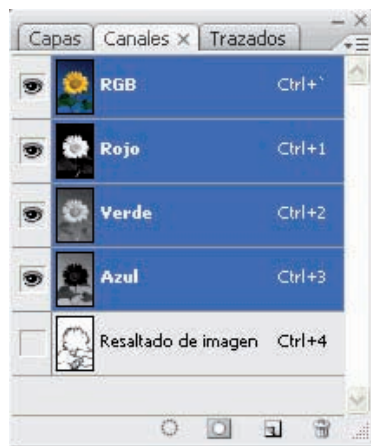 Capas Canales × Trazados
RGB Ctrl+`
Rojo Ctrl+1
Verde Ctrl+2
Azul Ctrl+3
Resaltado de imagen Ctrl+4